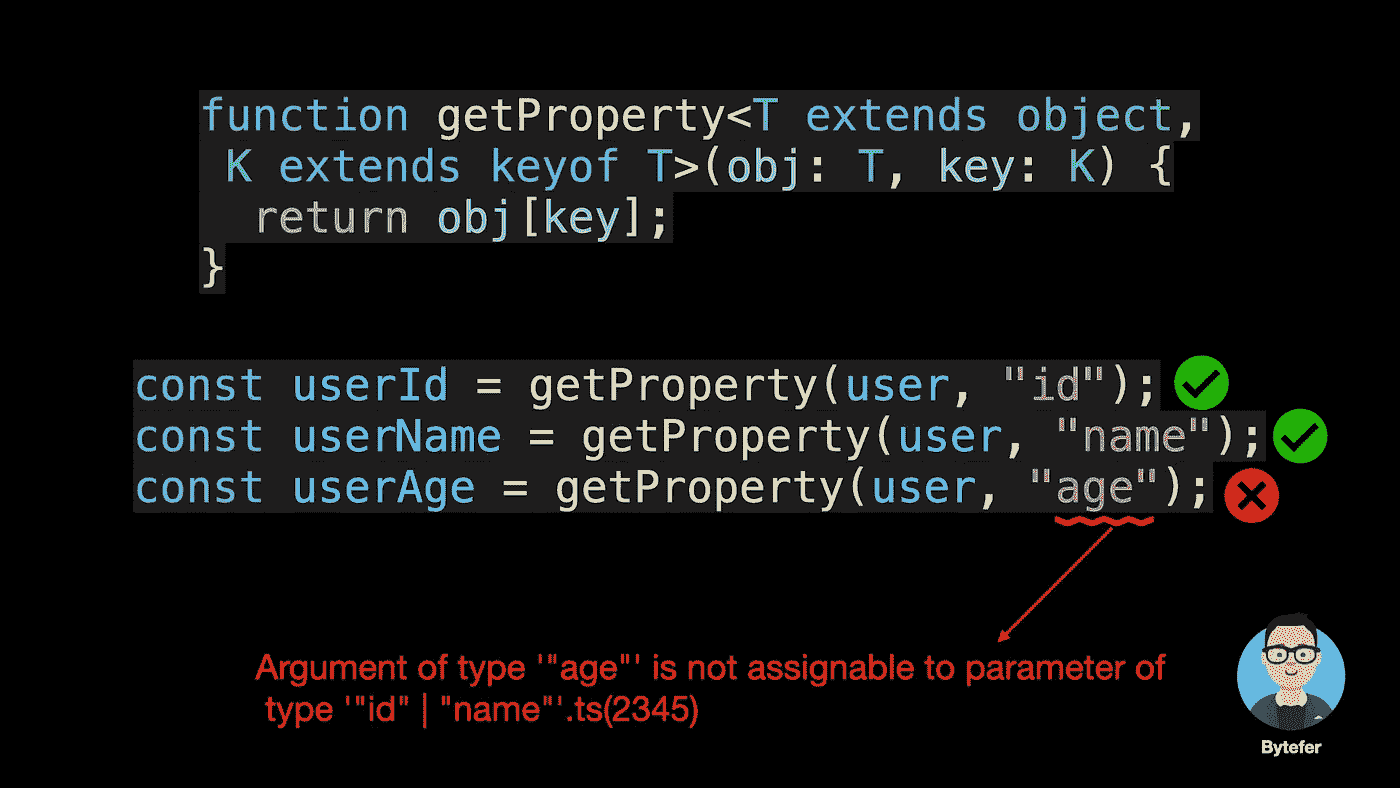 function getProperty<T extends object,
K extends keyof T>(obj: T, key: K) {
return obj[key];
}
const userId = getProperty(user, "id");
const userName = getProperty(user, "name");
const userAge = getProperty(user, "age");
Argument of type '"age"' is not assignable to parameter of
type '"id" | "name"'.ts(2345)
Bytefer